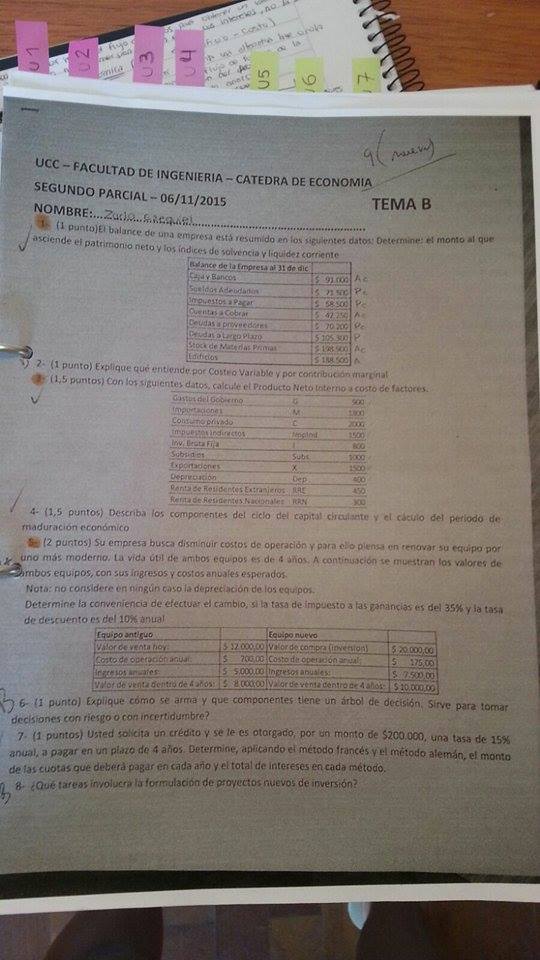 U1
U2
U3
U4
U5
U6
U7
9 (nueve)
UCC – FACULTAD DE INGENIERIA – CATEDRA DE ECONOMIA
SEGUNDO PARCIAL – 06/11/2015 TEMA B
NOMBRE:...Zurlo Ezequiel
1- (1 punto)El balance de una empresa está resumido en los siguientes datos: Determine: el monto al que
asciende el patrimonio neto y los índices de solvencia y liquidez corriente
Balance de la Empresa al 31 de dic
Caja y Bancos $ 91.000 Ac
Sueldos Adeudados $ 71.500 Pc
Impuestos a Pagar $ 58.500 Pc
Cuentas a Cobrar $ 42.250 Ac
Deudas a proveedores $ 70.200 Pc
Deudas a Largo Plazo $ 105.300 P
Stock de Materias Primas $ 198.900 Ac
Edificios $ 188.500 A
2- (1 punto) Explique qué entiende por Costeo Variable y por contribución marginal
3- (1,5 puntos) Con los siguientes datos, calcule el Producto Neto Interno a costo de factores.
Gastos del Gobierno G 900
Importaciones M 1800
Consumo privado C 2000
Impuestos Indirectos ImpInd 1500
Inv. Bruta Fija I 800
Subsidios Subs 1000
Exportaciones X 1500
Depreciación Dep 400
Renta de Residentes Extranjeros RRE 450
Renta de Residentes Nacionales RRN 300
4- (1,5 puntos) Describa los componentes del ciclo del capital circulante y el cáculo del periodo de
maduración económico
5- (2 puntos) Su empresa busca disminuir costos de operación y para ello piensa en renovar su equipo por
uno más moderno. La vida útil de ambos equipos es de 4 años. A continuación se muestran los valores de
ambos equipos, con sus ingresos y costos anuales esperados.
Nota: no considere en ningún caso la depreciación de los equipos.
Determine la conveniencia de efectuar el cambio, si la tasa de impuesto a las ganancias es del 35% y la tasa
de descuento es del 10% anual
Equipo antiguo Equipo nuevo
Valor de venta hoy: $ 12.000,00 Valor de compra (inversion) $ 20.000,00
Costo de operación anual: $ 700,00 Costo de operación anual: $ 175,00
Ingresos anuales: $ 5.000,00 Ingresos anuales: $ 7.500,00
Valor de venta dentro de 4 años: $ 8.000,00 Valor de venta dentro de 4 años: $ 10.000,00
6- (1 punto) Explique cómo se arma y que componentes tiene un árbol de decisión. Sirve para tomar
decisiones con riesgo o con incertidumbre?
7- (1 puntos) Usted solicita un crédito y se le es otorgado, por un monto de $200.000, una tasa de 15%
anual, a pagar en un plazo de 4 años. Determine, aplicando el método francés y el método alemán, el monto
de las cuotas que deberá pagar en cada año y el total de intereses en cada método.
8- ¿Qué tareas involucra la formulación de proyectos nuevos de inversión?